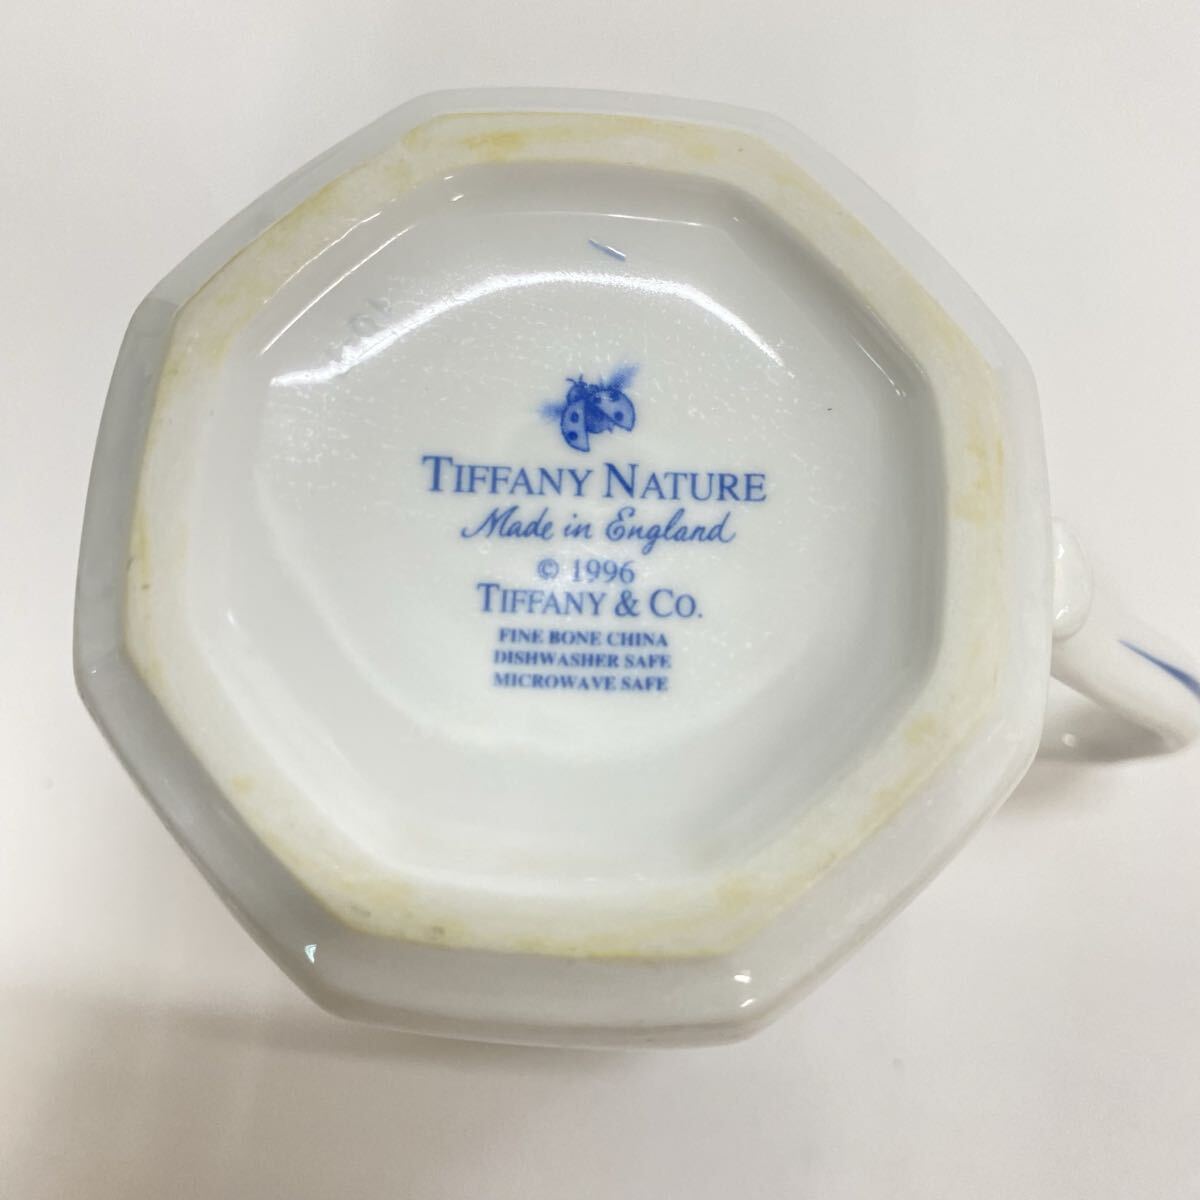 TIFFANY NATURE
Made in England
© 1996
TIFFANY & CO.
FINE BONE CHINA
DISHWASHER SAFE
MICROWAVE SAFE